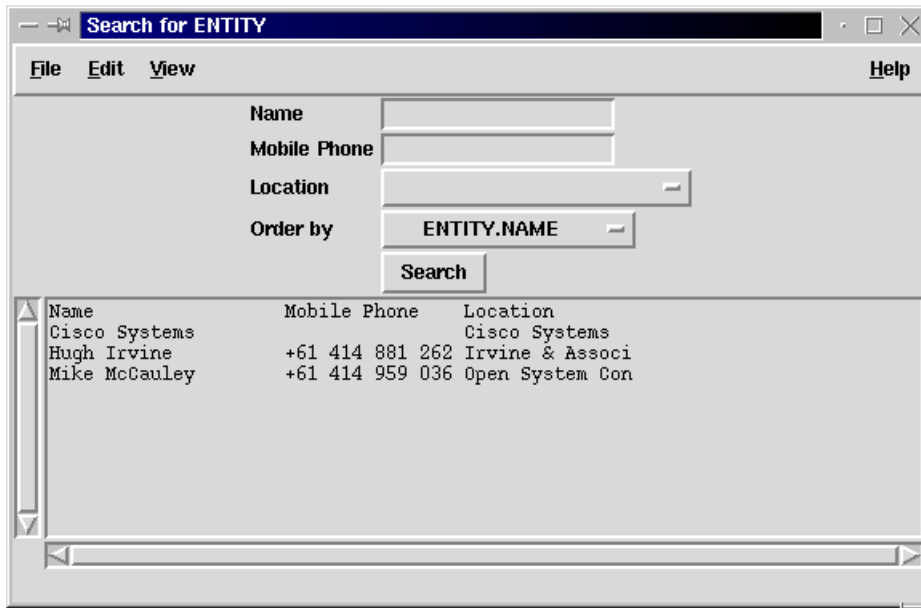 Search for ENTITY
File Edit View Help
Name
Mobile Phone
Location
Order by ENTITY.NAME
Search
Name Mobile Phone Location
Cisco Systems Cisco Systems
Hugh Irvine +61 414 881 262 Irvine & Associ
Mike McCauley +61 414 959 036 Open System Con